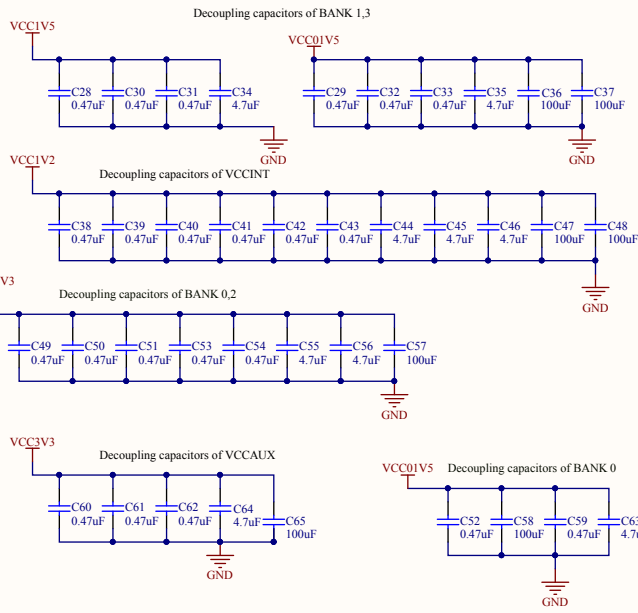 Decoupling capacitors of BANK 1,3
VCC1V5
VCC01V5
C28 C30 C31 C34
0.47uF 0.47uF 0.47uF 4.7uF
C29 C32 C33 C35 C36 C37
0.47uF 0.47uF 0.47uF 4.7uF 100uF 100uF
GND GND
VCC1V2
Decoupling capacitors of VCCINT
C38 C39 C40 C41 C42 C43 C44 C45 C46 C47 C48
0.47uF 0.47uF 0.47uF 0.47uF 0.47uF 0.47uF 4.7uF 4.7uF 4.7uF 100uF 100uF
GND
V3
Decoupling capacitors of BANK 0,2
C49 C50 C51 C53 C54 C55 C56 C57
0.47uF 0.47uF 0.47uF 0.47uF 0.47uF 4.7uF 4.7uF 100uF
GND
VCC3V3
Decoupling capacitors of VCCAUX
C60 C61 C62 C64 C65
0.47uF 0.47uF 0.47uF 4.7uF 100uF
GND
VCC01V5
Decoupling capacitors of BANK 0
C52 C58 C59 C63
0.47uF 100uF 0.47uF 4.7u
GND